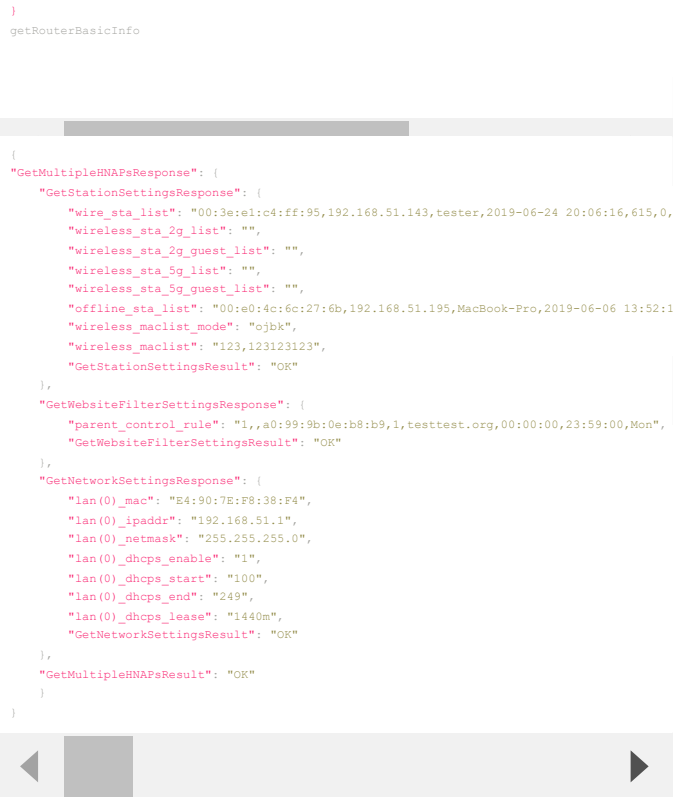 }
getRouterBasicInfo
{
"GetMultipleHNAPsResponse": {
"GetStationSettingsResponse": {
"wire_sta_list": "00:3e:e1:c4:ff:95,192.168.51.143,tester,2019-06-24 20:06:16,615,0,
"wireless_sta_2g_list": "",
"wireless_sta_2g_guest_list": "",
"wireless_sta_5g_list": "",
"wireless_sta_5g_guest_list": "",
"offline_sta_list": "00:e0:4c:6c:27:6b,192.168.51.195,MacBook-Pro,2019-06-06 13:52:1
"wireless_maclist_mode": "ojbk",
"wireless_maclist": "123,123123123",
"GetStationSettingsResult": "OK"
},
"GetWebsiteFilterSettingsResponse": {
"parent_control_rule": "1,,a0:99:9b:0e:b8:b9,1,testtest.org,00:00:00,23:59:00,Mon",
"GetWebsiteFilterSettingsResult": "OK"
},
"GetNetworkSettingsResponse": {
"lan(0)_mac": "E4:90:7E:F8:38:F4",
"lan(0)_ipaddr": "192.168.51.1",
"lan(0)_netmask": "255.255.255.0",
"lan(0)_dhcps_enable": "1",
"lan(0)_dhcps_start": "100",
"lan(0)_dhcps_end": "249",
"lan(0)_dhcps_lease": "1440m",
"GetNetworkSettingsResult": "OK"
},
"GetMultipleHNAPsResult": "OK"
}
}